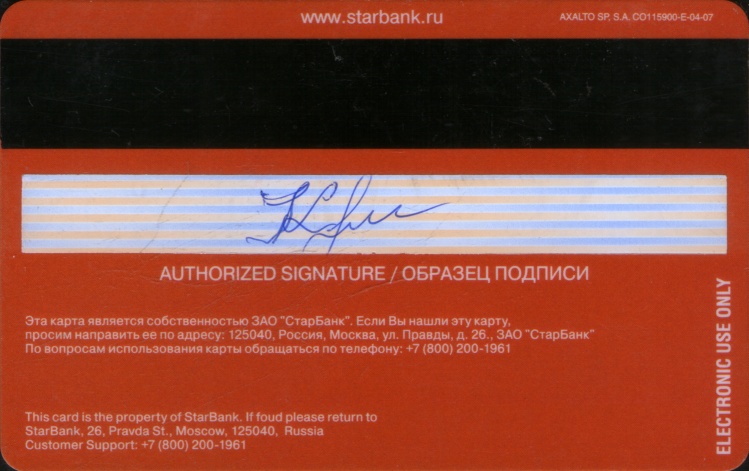 www.starbank.ru
AXALTO SP, S.A. CO115900-E-04-07
AUTHORIZED SIGNATURE / ОБРАЗЕЦ ПОДПИСИ
Эта карта является собственностью ЗАО "СтарБанк". Если Вы нашли эту карту,
просим направить ее по адресу: 125040, Россия, Москва, ул. Правды, д. 26., ЗАО "СтарБанк"
По вопросам использования карты обращаться по телефону: +7 (800) 200-1961
This card is the property of StarBank. If foud please return to
StarBank, 26, Pravda St., Moscow, 125040, Russia
Customer Support: +7 (800) 200-1961
ELECTRONIC USE ONLY